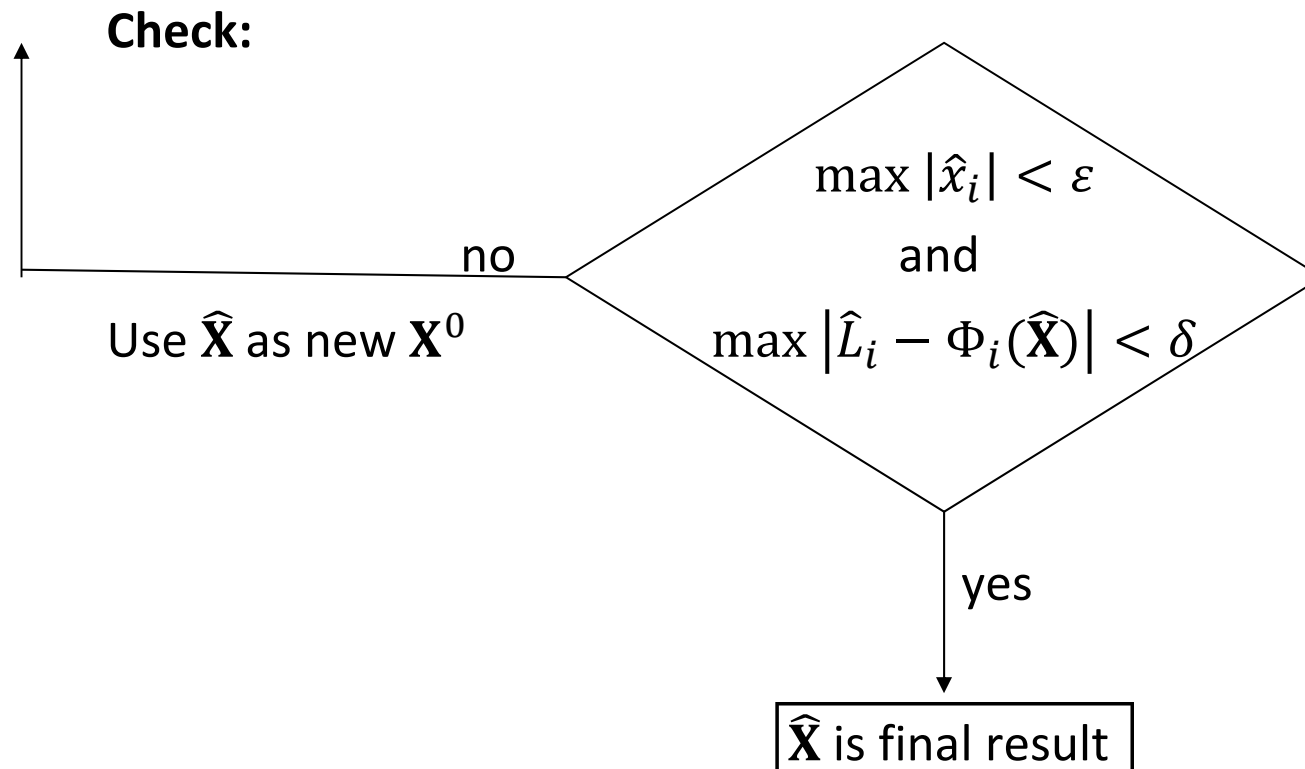 Check:
max |x̂ᵢ| < ε
no
and
Use X̂ as new X⁰
max |L̂ᵢ − Φᵢ(X̂)| < δ
yes
X̂ is final result